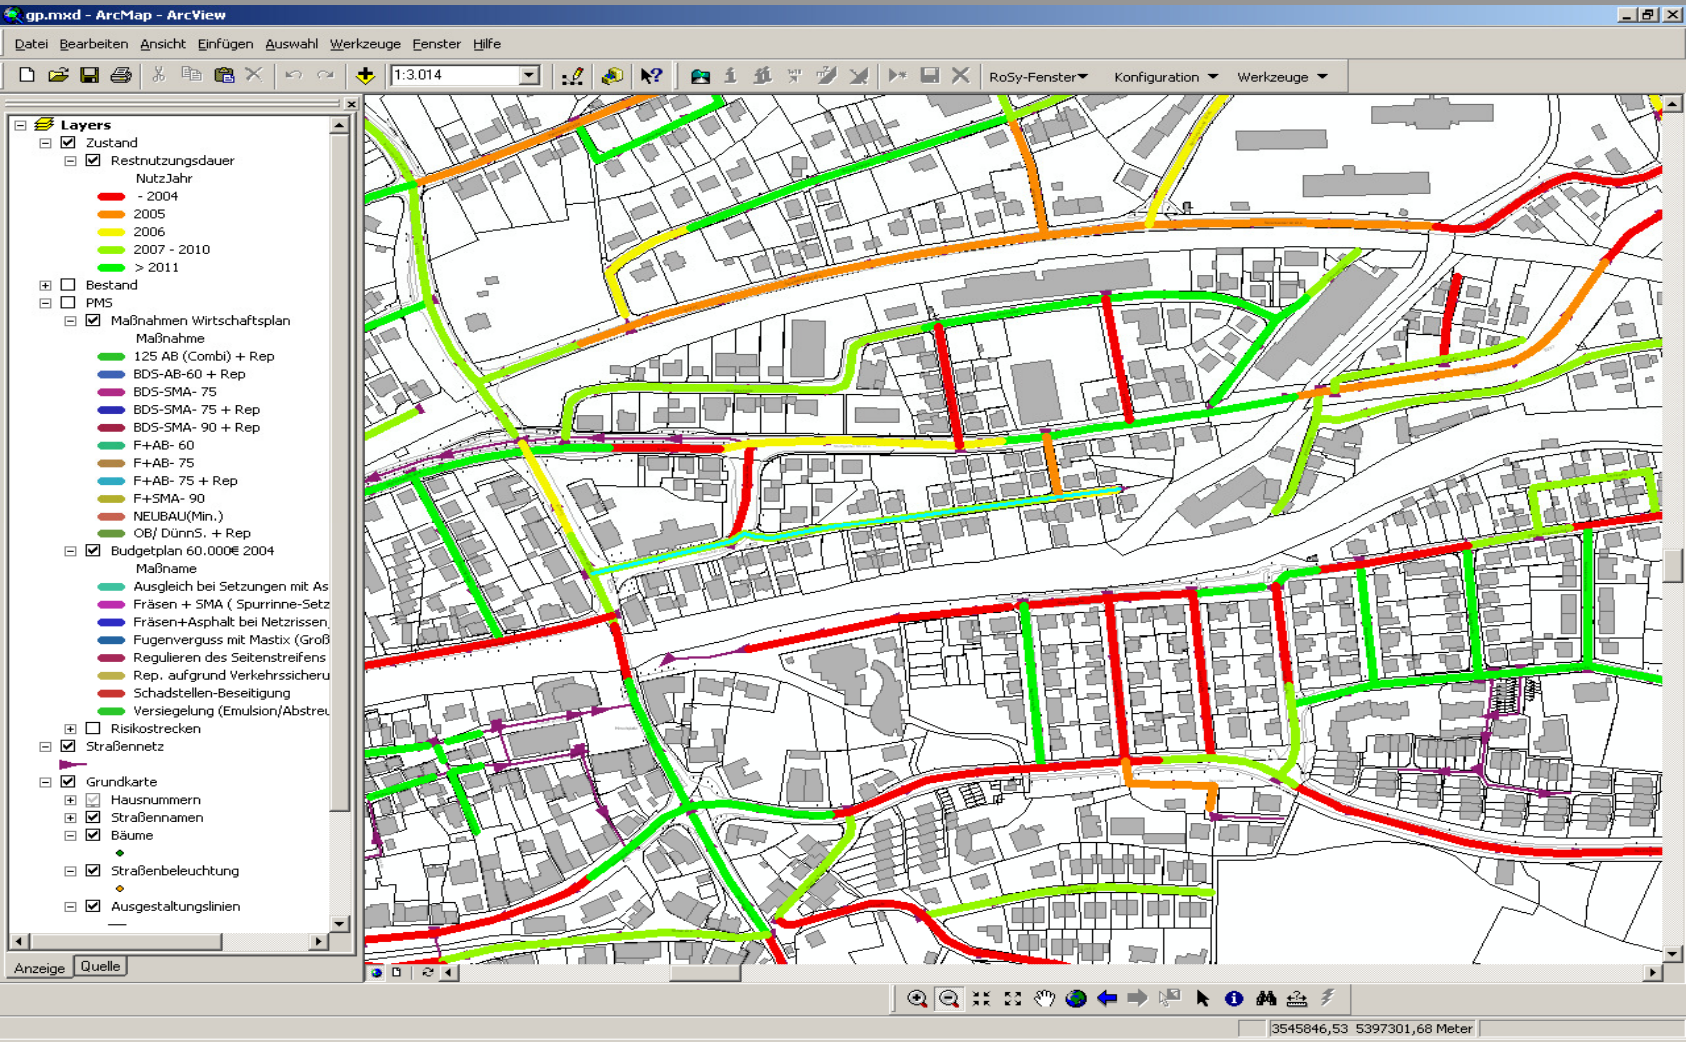 gp.mxd - ArcMap - ArcView
Datei Bearbeiten Ansicht Einfügen Auswahl Werkzeuge Fenster Hilfe
1:3.014 RoSy-Fenster Konfiguration Werkzeuge
Layers
Zustand
Restnutzungsdauer
NutzJahr
- 2004
2005
2006
2007 - 2010
> 2011
Bestand
PMS
Maßnahmen Wirtschaftsplan
Maßnahme
125 AB (Combi) + Rep
BDS-AB-60 + Rep
BDS-SMA- 75
BDS-SMA- 75 + Rep
BDS-SMA- 90 + Rep
F+AB- 60
F+AB- 75
F+AB- 75 + Rep
F+SMA- 90
NEUBAU(Min.)
OB/ DünnS. + Rep
Budgetplan 60.000€ 2004
Maßname
Ausgleich bei Setzungen mit As
Fräsen + SMA ( Spurrinne-Setz
Fräsen+Asphalt bei Netzrissen,
Fugenverguss mit Mastix (Groß
Regulieren des Seitenstreifens
Rep. aufgrund Verkehrssicheru
Schadstellen-Beseitigung
Versiegelung (Emulsion/Abstreu
Risikostrecken
Straßennetz
Grundkarte
Hausnummern
Straßennamen
Bäume
Straßenbeleuchtung
Ausgestaltungslinien
Anzeige Quelle
3545846,53 5397301,68 Meter